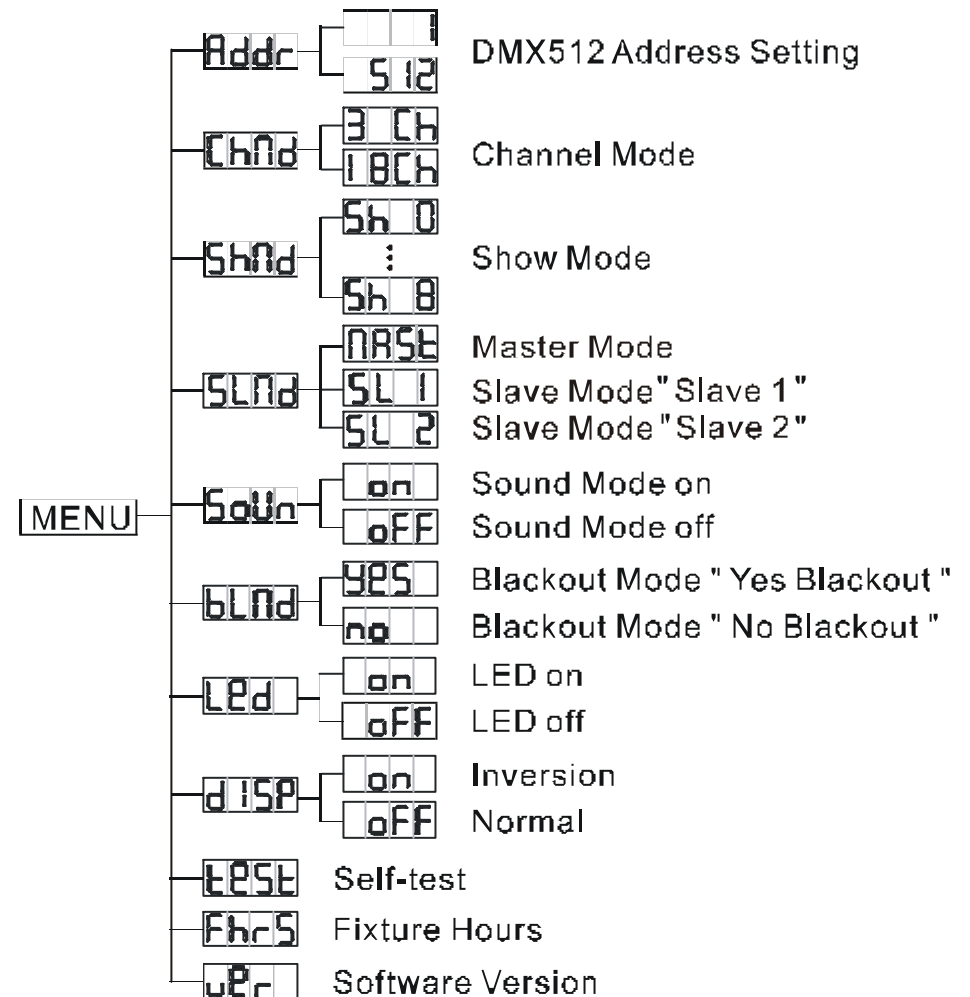 1
Addr DMX512 Address Setting
512
3 Ch
ChMd Channel Mode
18Ch
Sh 0
ShMd Show Mode
Sh 8
MASt Master Mode
SLMd SL 1 Slave Mode " Slave 1 "
SL 2 Slave Mode " Slave 2 "
on Sound Mode on
MENU SoUn
oFF Sound Mode off
yes Blackout Mode " Yes Blackout "
bLMd
no Blackout Mode " No Blackout "
on LED on
Led
oFF LED off
on Inversion
dISP
oFF Normal
test Self-test
FhrS Fixture Hours
ver Software Version